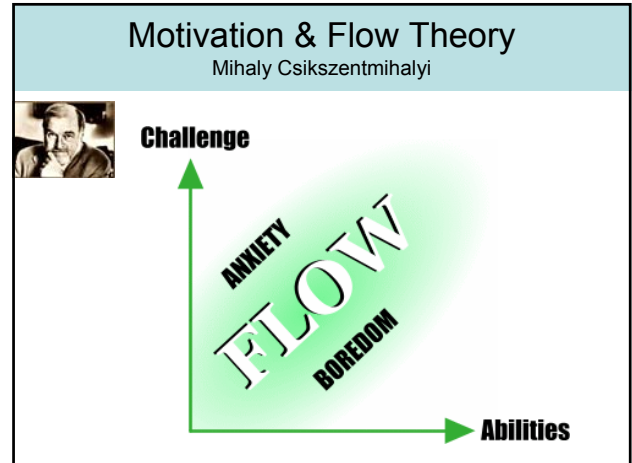 Motivation & Flow Theory
Mihaly Csikszentmihalyi
Challenge
ANXIETY
FLOW
BOREDOM
Abilities